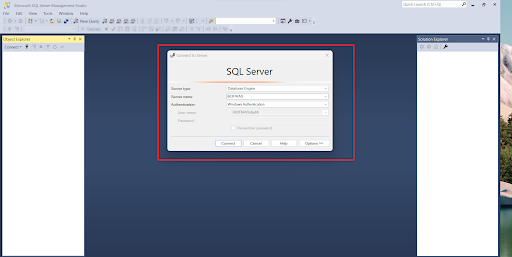 Microsoft SQL Server Management Studio
Quick Launch (Ctrl+Q)
File Edit View Tools Window Help
New Query
Execute
Object Explorer
Connect
Solution Explorer
Connect to Server
SQL Server
Server type: Database Engine
Server name:
Authentication: Windows Authentication
User name:
Password:
Remember password
Connect Cancel Help Options >>